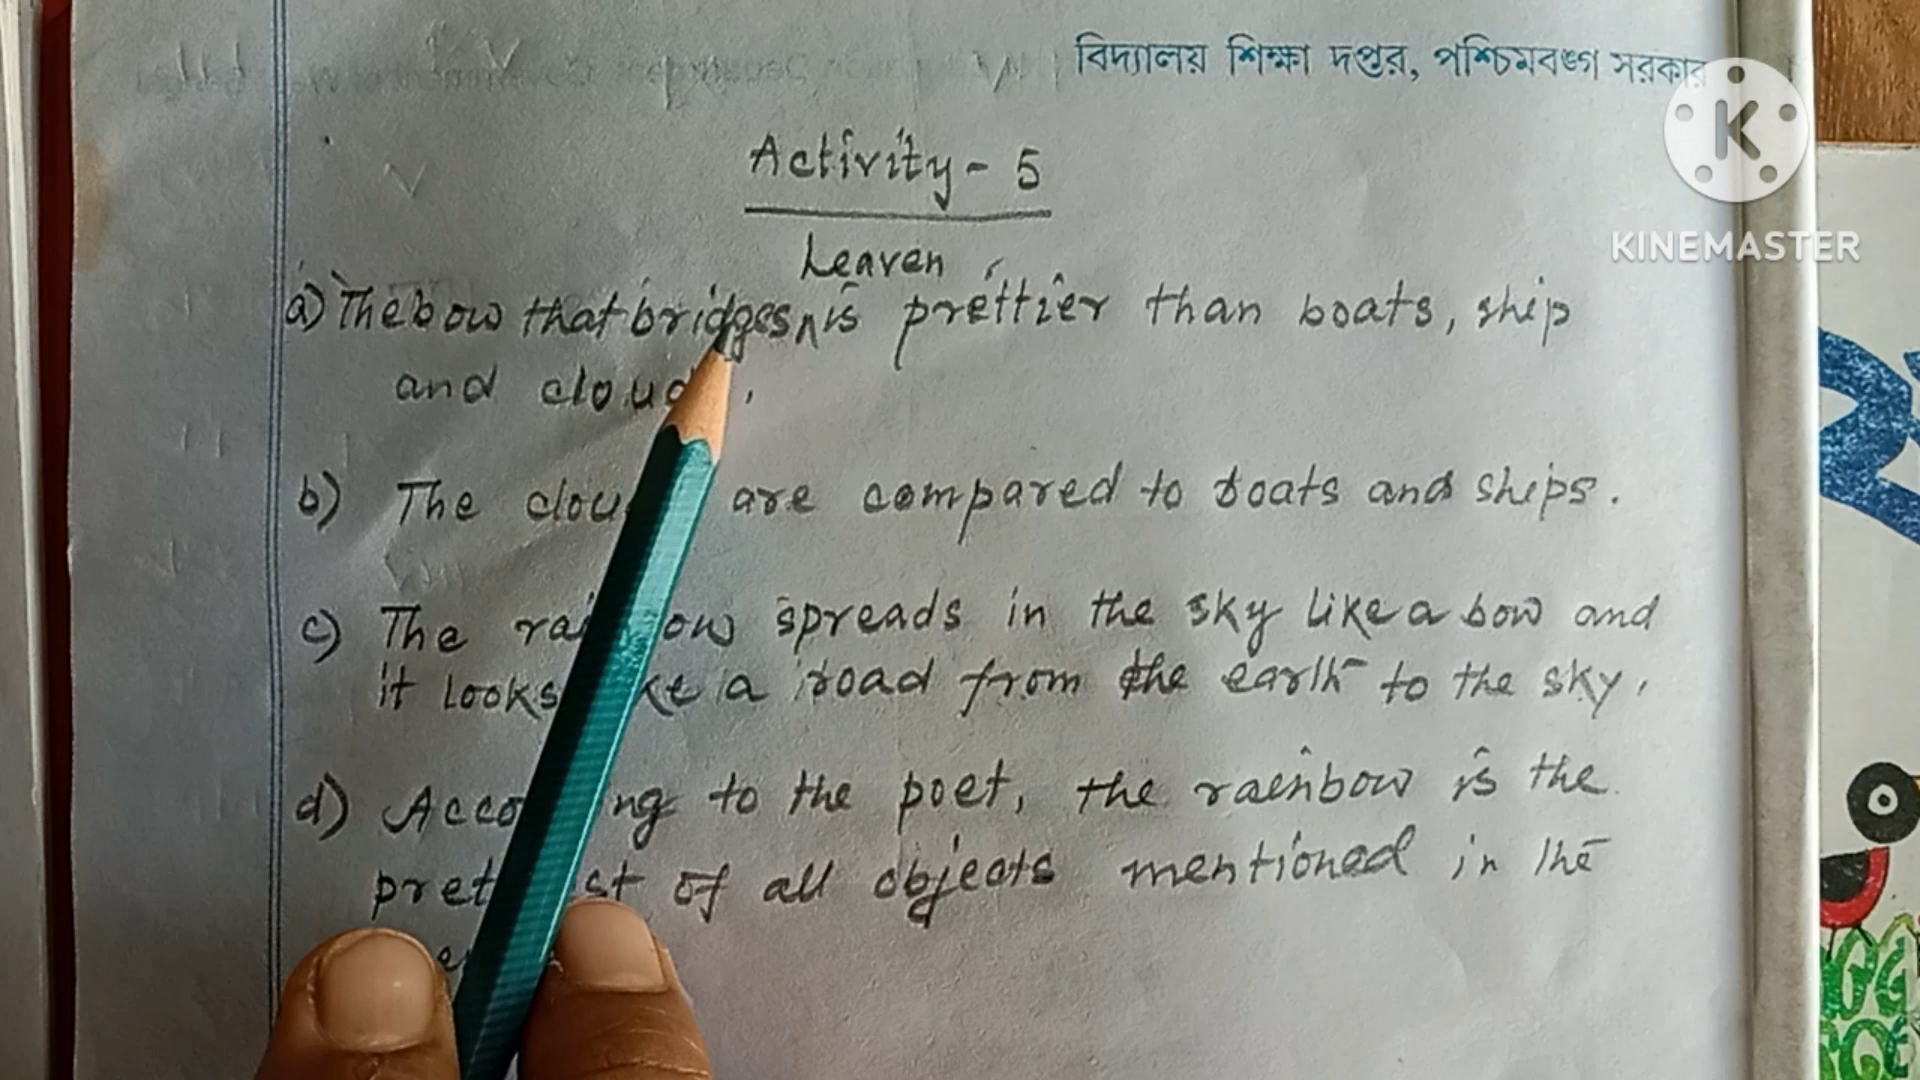 বিদ্যালয় শিক্ষা দপ্তর, পশ্চিমবঙ্গ সরকার
KINEMASTER
Activity - 5
heaven
a) The bow that bridges ^ is prettier than boats, ship
and cloud
b) The are compared to boats and ships.
c) The spreads in the sky like a bow and
it looks a road from the earth to the sky.
d) to the poet, the rainbow is the
of all objects mentioned in the